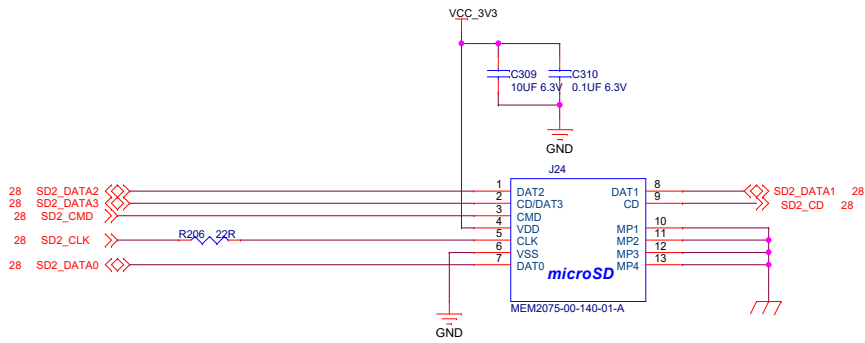 VCC_3V3
C309
10UF 6.3V
C310
0.1UF 6.3V
GND
J24
28 SD2_DATA2 1 DAT2 DAT1 8 SD2_DATA1 28
28 SD2_DATA3 2 CD/DAT3 CD 9 SD2_CD 28
28 SD2_CMD 3 CMD
4 VDD MP1 10
28 SD2_CLK R206 22R 5 CLK MP2 11
6 VSS MP3 12
28 SD2_DATA0 7 DAT0 MP4 13
microSD
MEM2075-00-140-01-A
GND